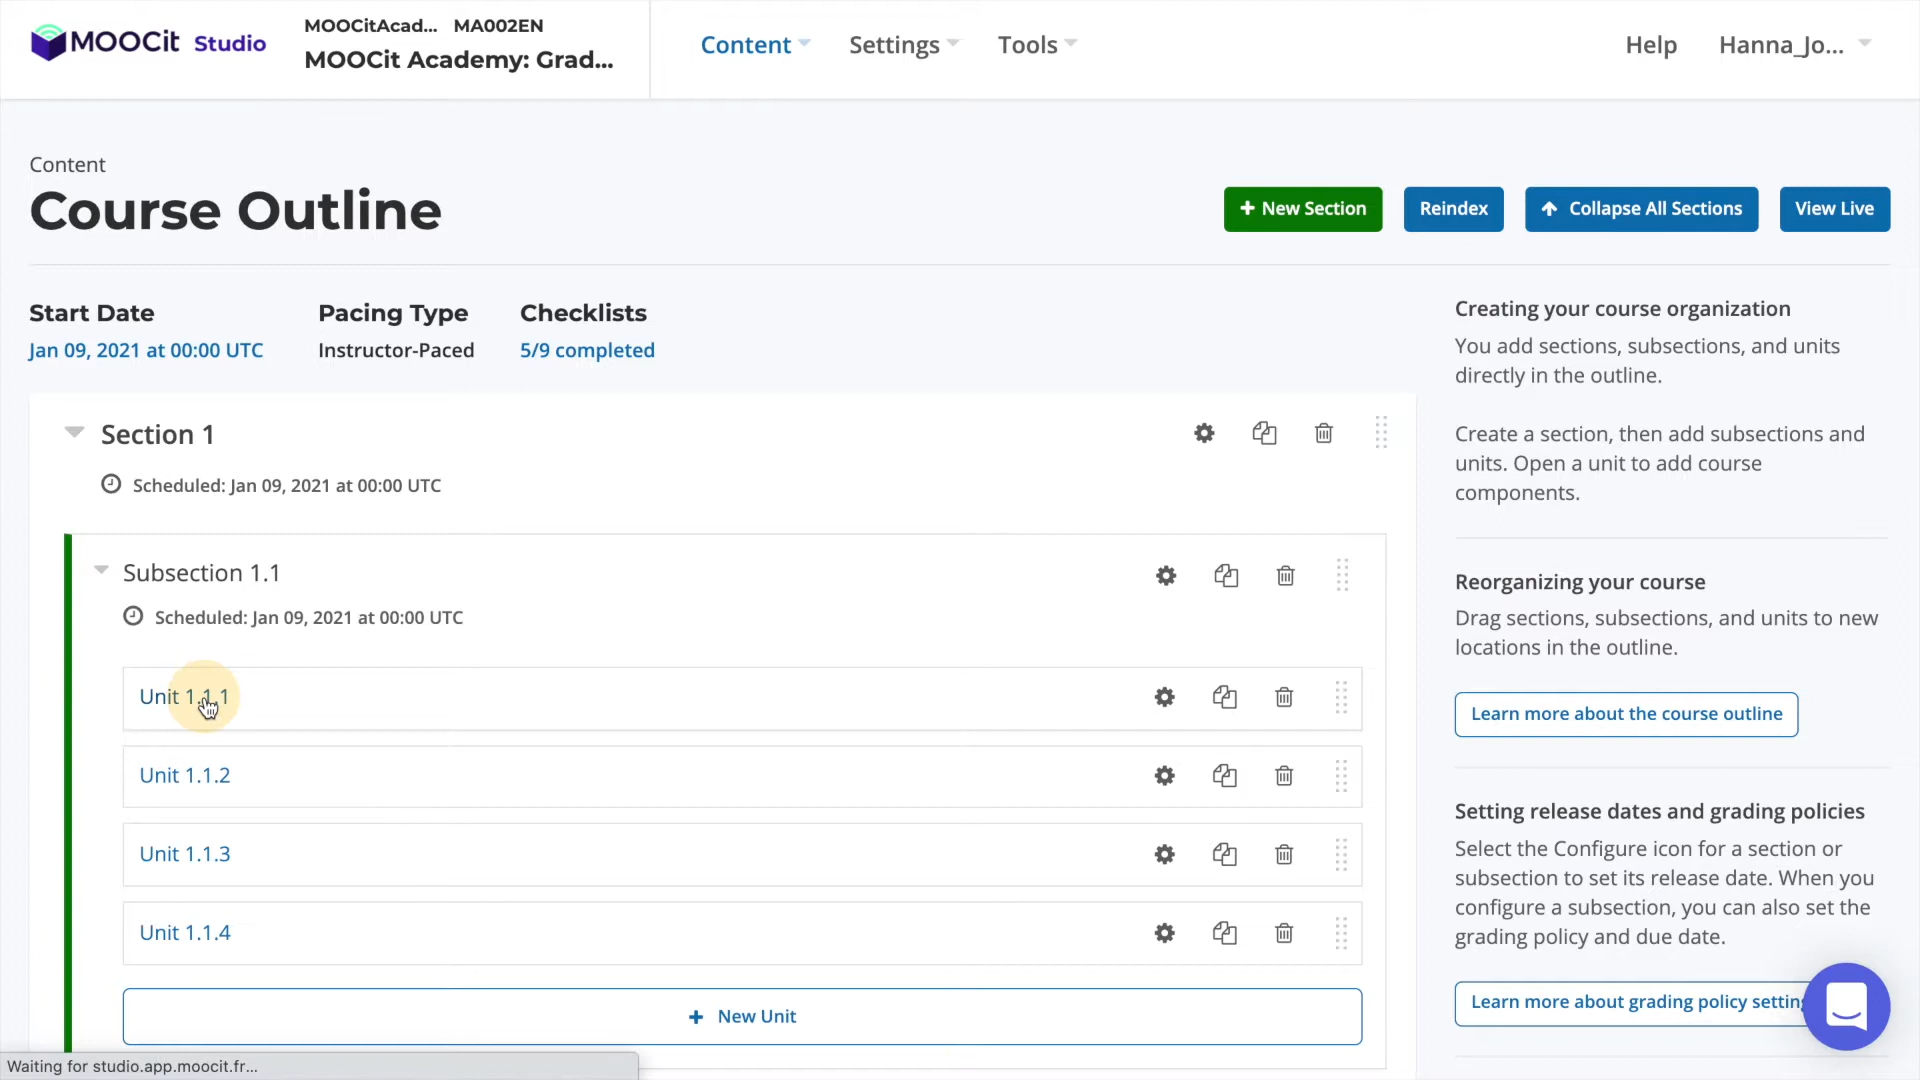 MOOCit Studio
MOOCitAcad... MA002EN
MOOCit Academy: Grad...
Content
Settings
Tools
Help
Hanna_Jo...
Content
Course Outline
+ New Section
Reindex
Collapse All Sections
View Live
Start Date
Jan 09, 2021 at 00:00 UTC
Pacing Type
Instructor-Paced
Checklists
5/9 completed
Section 1
Scheduled: Jan 09, 2021 at 00:00 UTC
Subsection 1.1
Scheduled: Jan 09, 2021 at 00:00 UTC
Unit 1.1.1
Unit 1.1.2
Unit 1.1.3
Unit 1.1.4
+ New Unit
Creating your course organization
You add sections, subsections, and units
directly in the outline.
Create a section, then add subsections and
units. Open a unit to add course
components.
Reorganizing your course
Drag sections, subsections, and units to new
locations in the outline.
Learn more about the course outline
Setting release dates and grading policies
Select the Configure icon for a section or
subsection to set its release date. When you
configure a subsection, you can also set the
grading policy and due date.
Learn more about grading policy setting
Waiting for studio.app.moocit.fr...